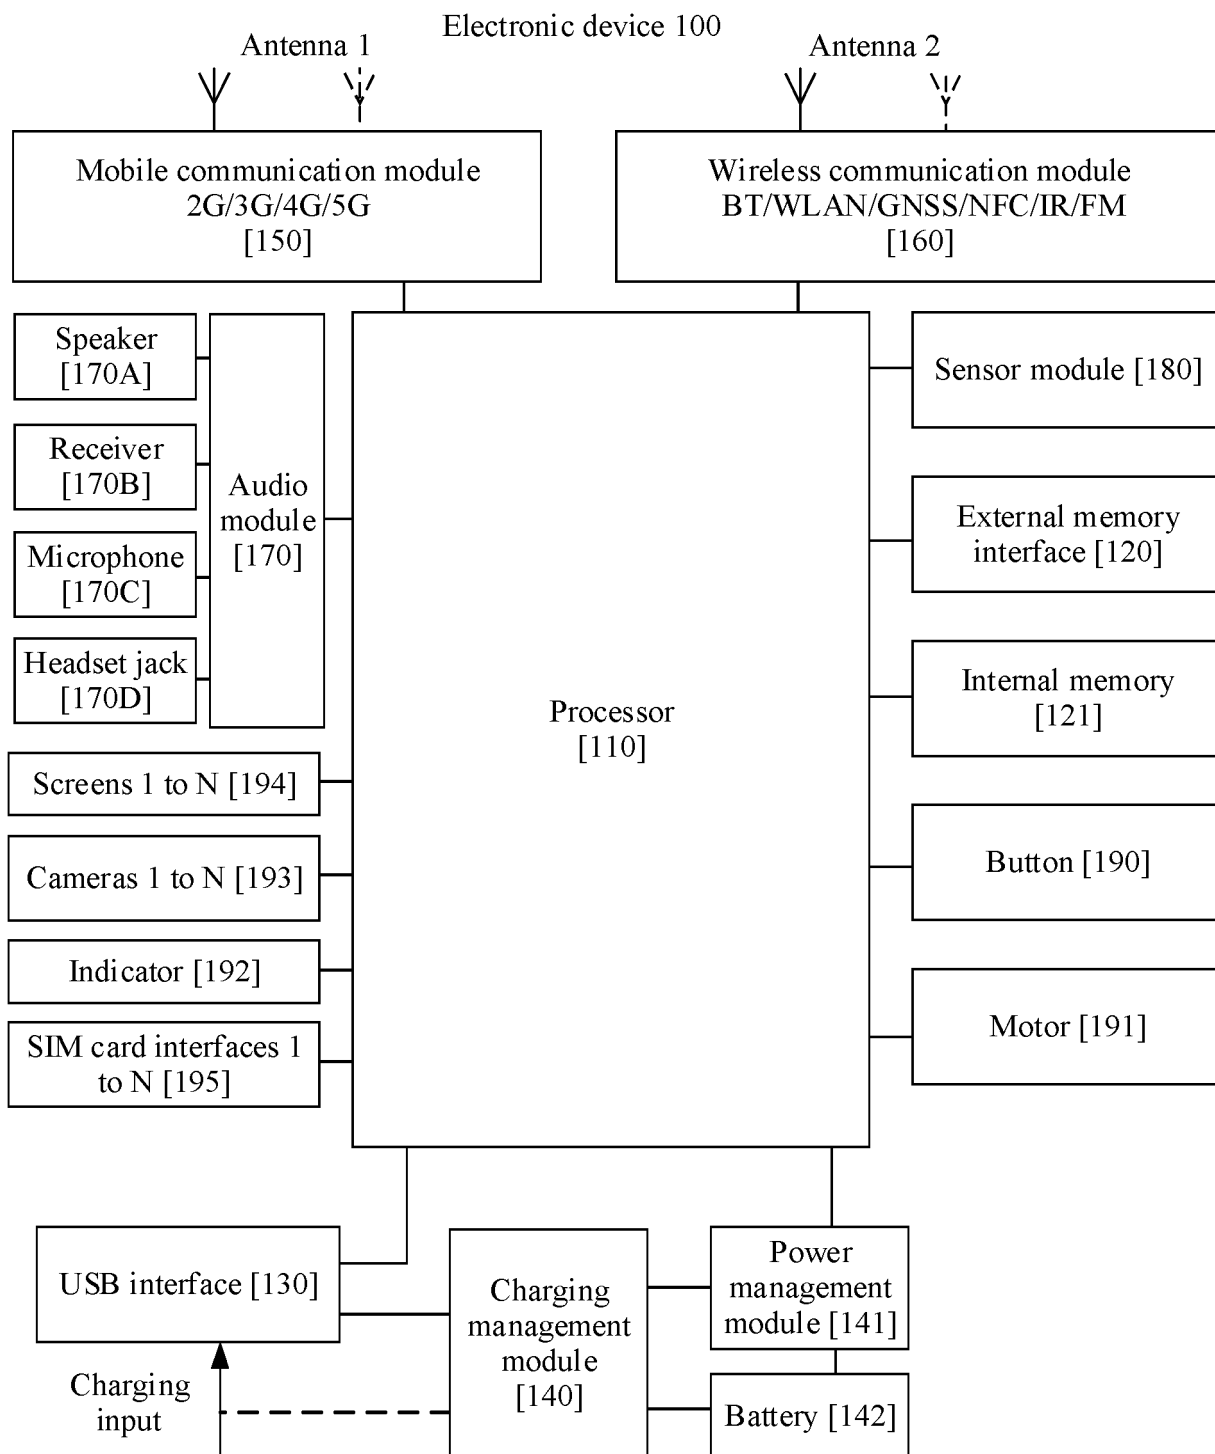 Electronic device 100
Antenna 1
Antenna 2
Mobile communication module
2G/3G/4G/5G
[150]
Wireless communication module
BT/WLAN/GNSS/NFC/IR/FM
[160]
Speaker
[170A]
Receiver
[170B]
Microphone
[170C]
Headset jack
[170D]
Audio
module
[170]
Screens 1 to N [194]
Cameras 1 to N [193]
Indicator [192]
SIM card interfaces 1
to N [195]
Processor
[110]
Sensor module [180]
External memory
interface [120]
Internal memory
[121]
Button [190]
Motor [191]
USB interface [130]
Charging
input
Charging
management
module
[140]
Power
management
module [141]
Battery [142]